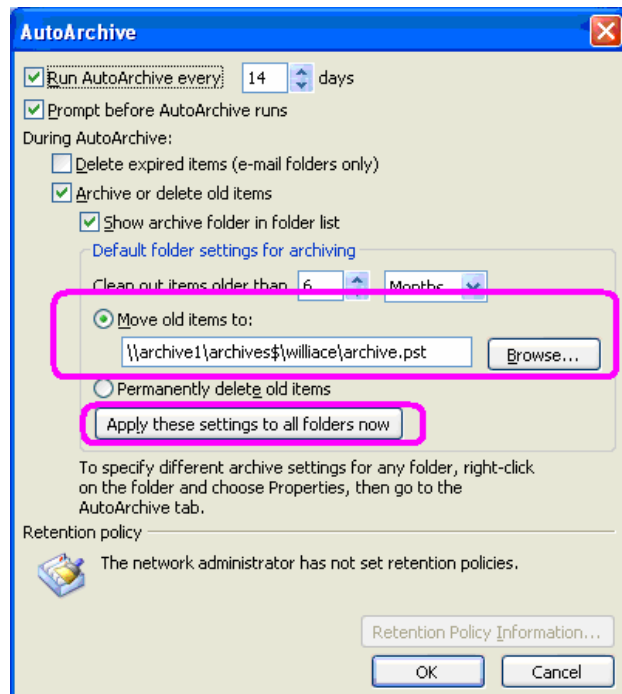 AutoArchive
Run AutoArchive every 14 days
Prompt before AutoArchive runs
During AutoArchive:
Delete expired items (e-mail folders only)
Archive or delete old items
Show archive folder in folder list
Default folder settings for archiving
Clean out items older than 6 Months
Move old items to:
\\archive1\archives$\williace\archive.pst Browse...
Permanently delete old items
Apply these settings to all folders now
To specify different archive settings for any folder, right-click
on the folder and choose Properties, then go to the
AutoArchive tab.
Retention policy
The network administrator has not set retention policies.
Retention Policy Information...
OK Cancel